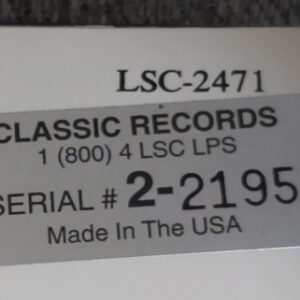 LSC-2471
CLASSIC RECORDS
1 (800) 4 LSC LPS
SERIAL # 2-2195
Made In The USA